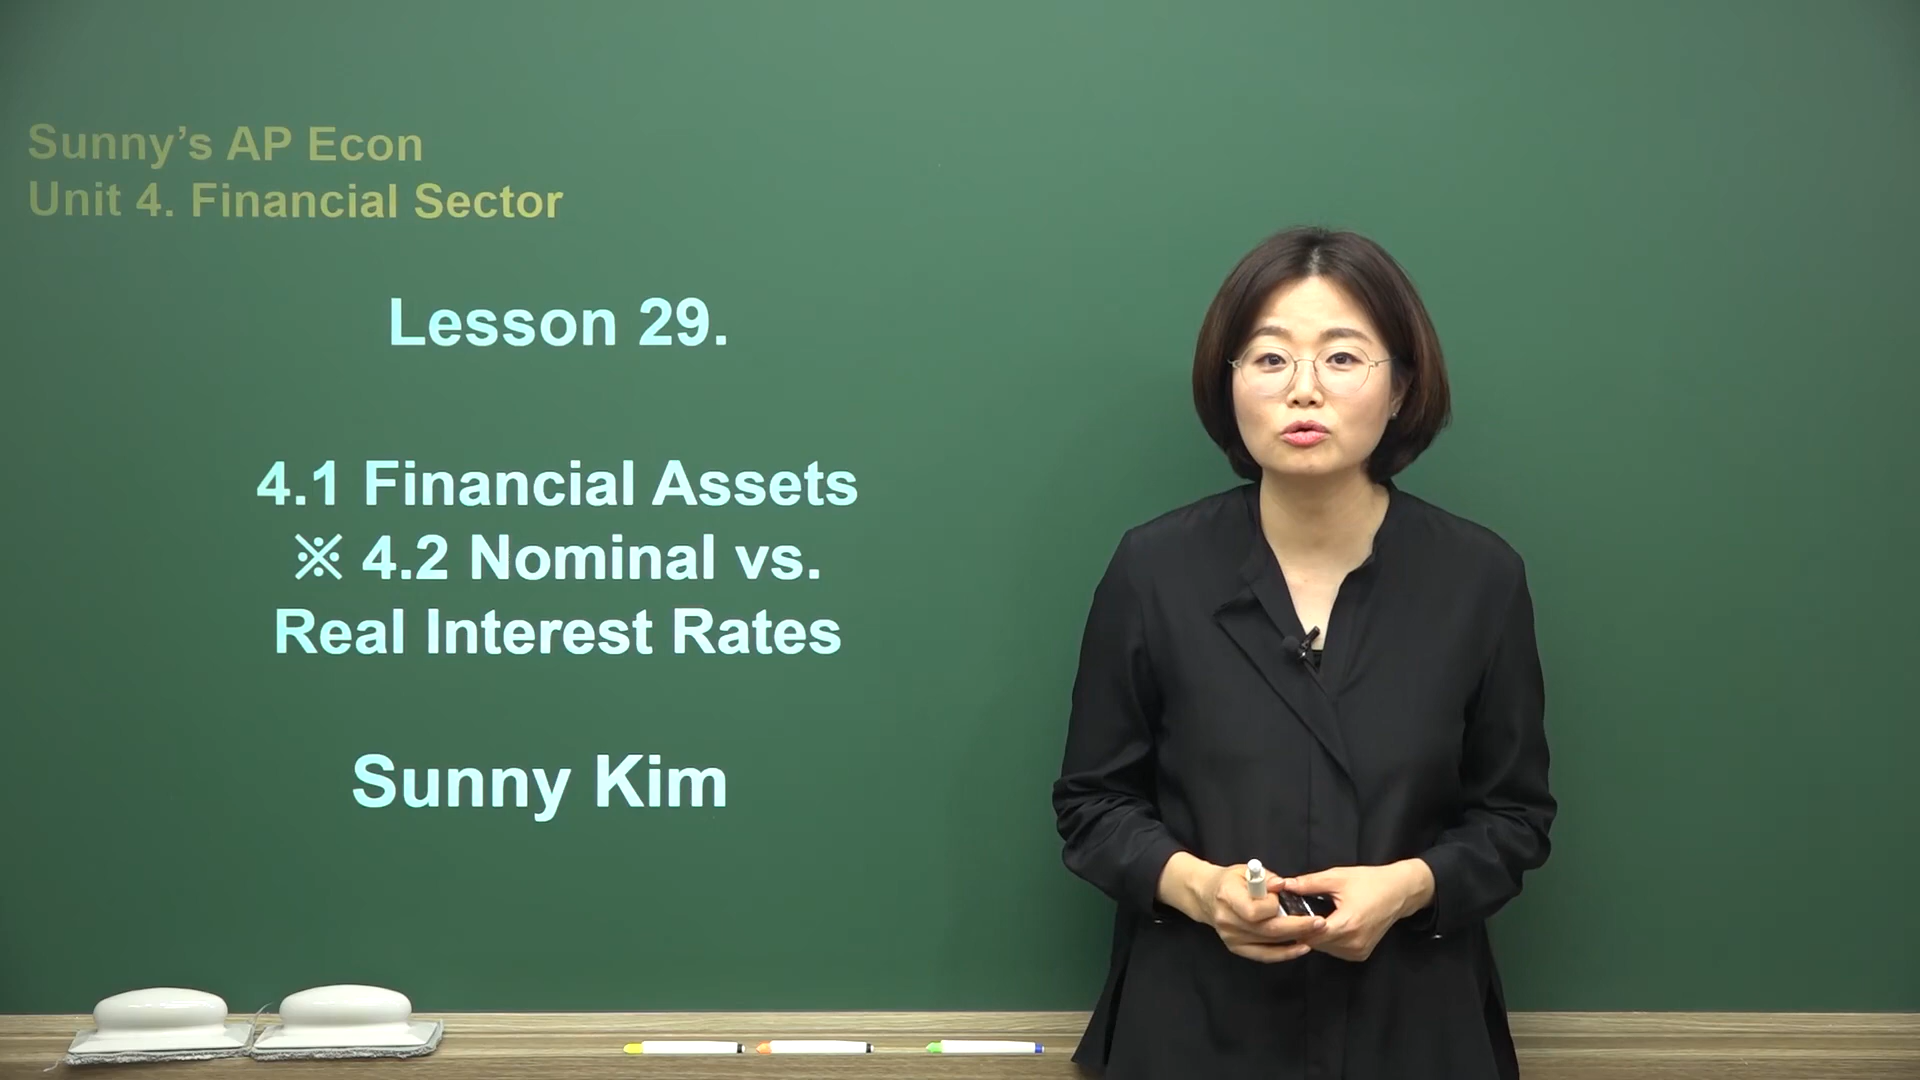 Sunny’s AP Econ
Unit 4. Financial Sector
Lesson 29.
4.1 Financial Assets
※ 4.2 Nominal vs.
Real Interest Rates
Sunny Kim